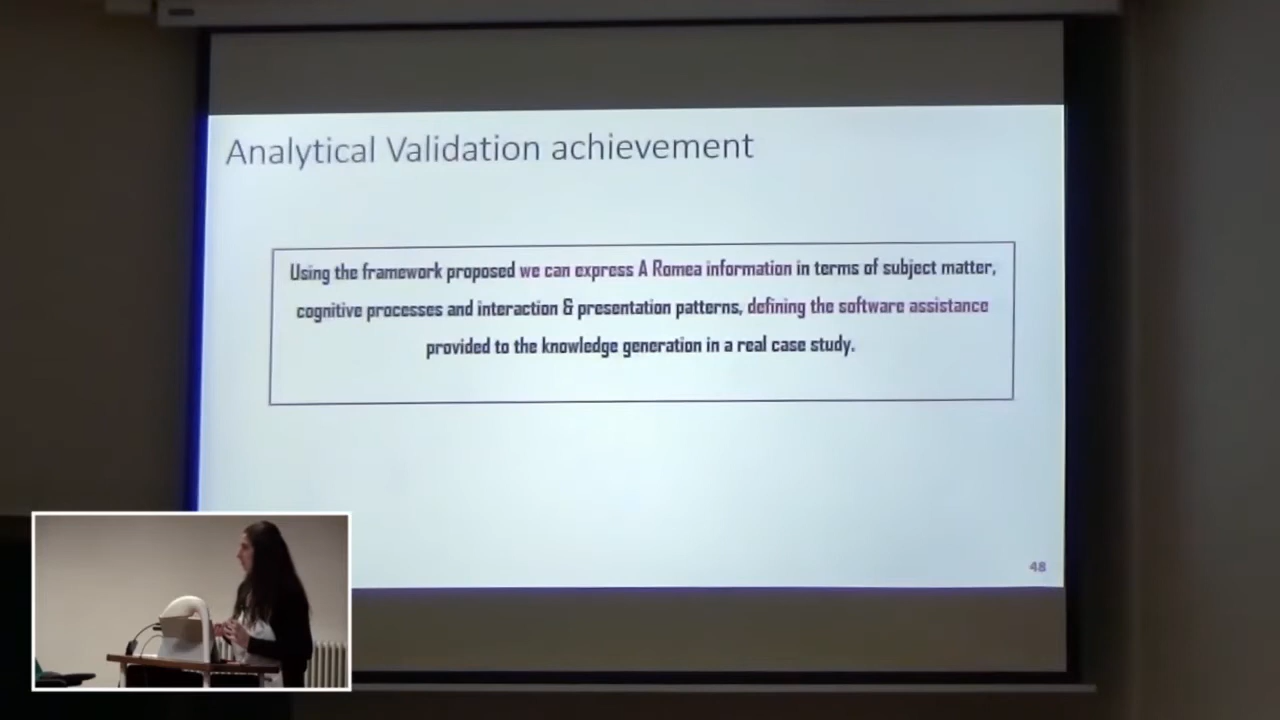 Analytical Validation achievement
Using the framework proposed we can express A Romea information in terms of subject matter,
cognitive processes and interaction & presentation patterns, defining the software assistance
provided to the knowledge generation in a real case study.
48